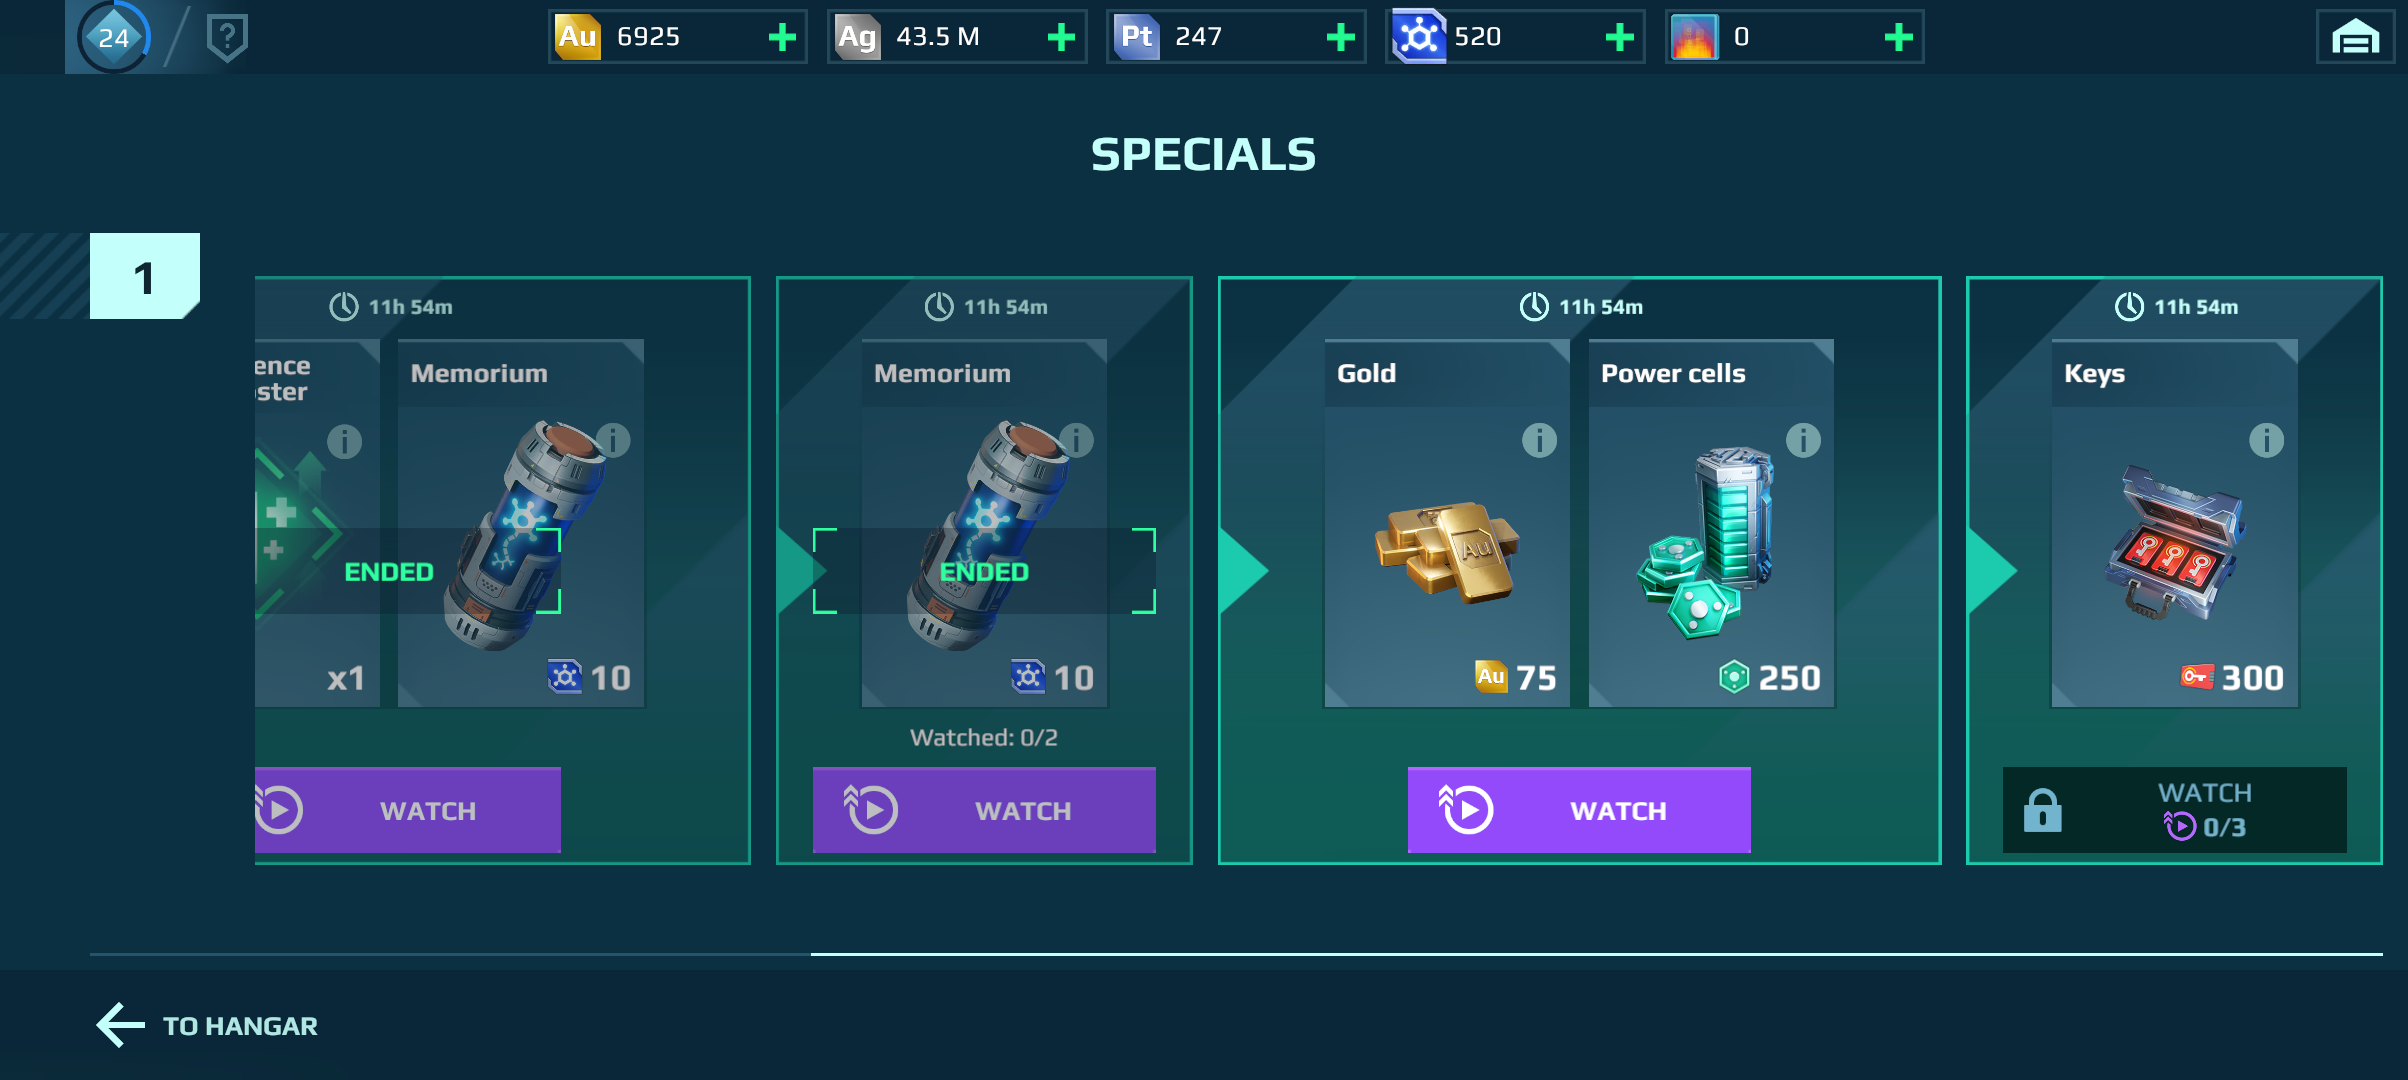 24
?
Au 6925
Ag 43.5 M
Pt 247
520
0
SPECIALS
1
11h 54m
ence
ster
x1
Memorium
10
ENDED
WATCH
11h 54m
Memorium
ENDED
10
Watched: 0/2
WATCH
11h 54m
Gold
Au
Au 75
Power cells
250
WATCH
11h 54m
Keys
300
WATCH
0/3
TO HANGAR